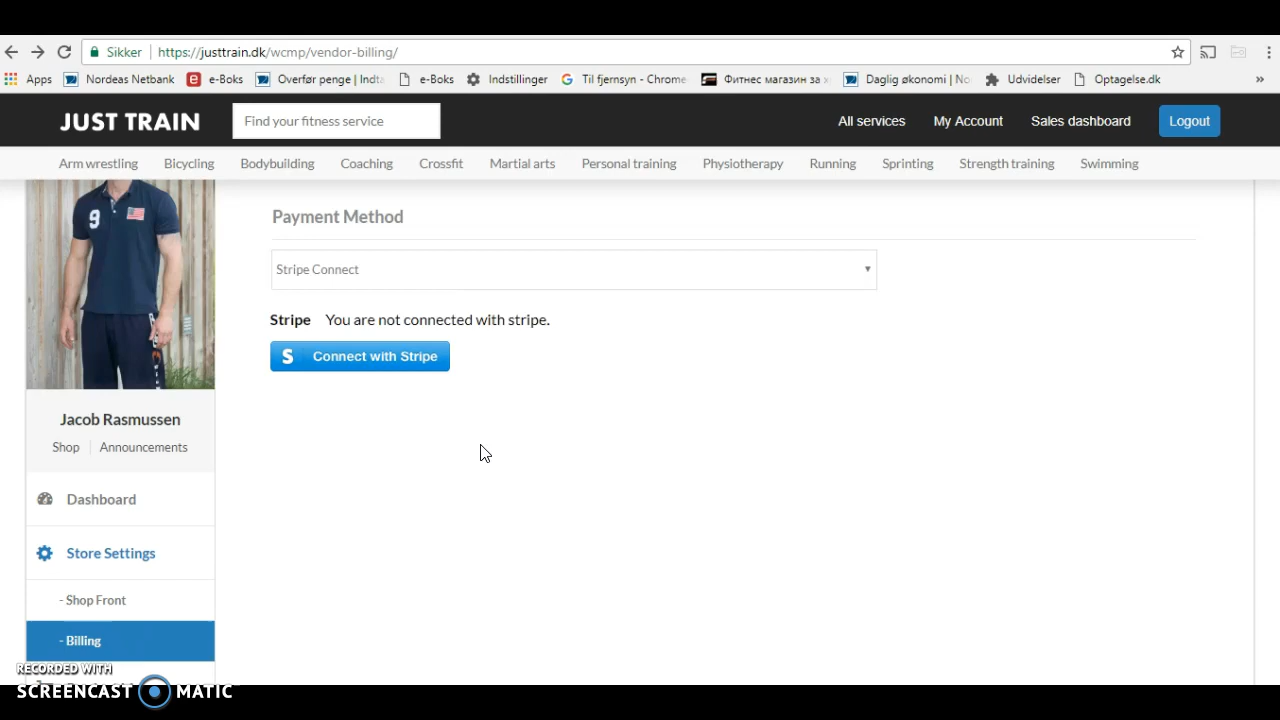 Sikker https://justtrain.dk/wcmp/vendor-billing/
Apps Nordeas Netbank e-Boks Overfør penge | Indta e-Boks Indstillinger Til fjernsyn - Chrome- Фитнес магазин за х Daglig økonomi | No Udvidelser Optagelse.dk »
JUST TRAIN Find your fitness service All services My Account Sales dashboard Logout
Arm wrestling Bicycling Bodybuilding Coaching Crossfit Martial arts Personal training Physiotherapy Running Sprinting Strength training Swimming
9
Payment Method
Stripe Connect
Stripe You are not connected with stripe.
S Connect with Stripe
Jacob Rasmussen
Shop Announcements
Dashboard
Store Settings
- Shop Front
- Billing
RECORDED WITH
SCREENCAST MATIC